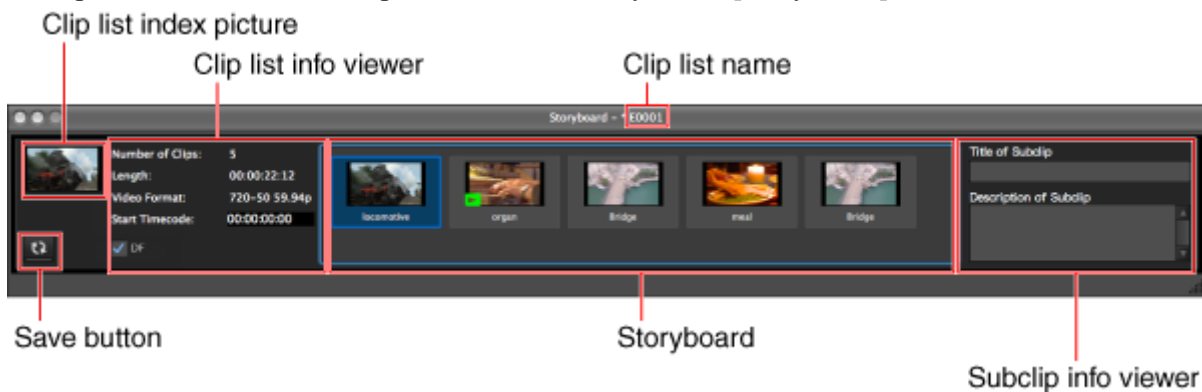 Clip list index picture
Clip list info viewer
Clip list name
Storyboard – * E0001
Number of Clips: 5
Length: 00:00:22:12
Video Format: 720-50 59.94p
Start Timecode: 00:00:00:00
DF
locomotive
organ
Bridge
meal
Bridge
Title of Subclip
Description of Subclip
Save button
Storyboard
Subclip info viewer